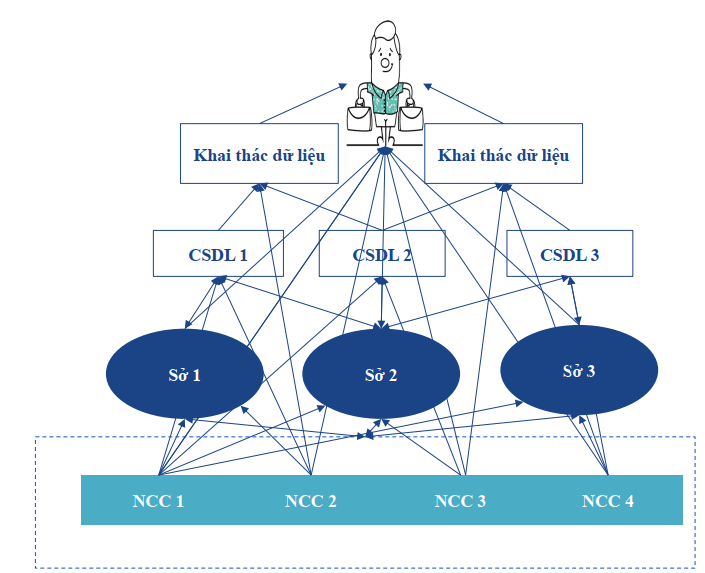 Khai thác dữ liệu
Khai thác dữ liệu
CSDL 1
CSDL 2
CSDL 3
Sở 1
Sở 2
Sở 3
NCC 1
NCC 2
NCC 3
NCC 4